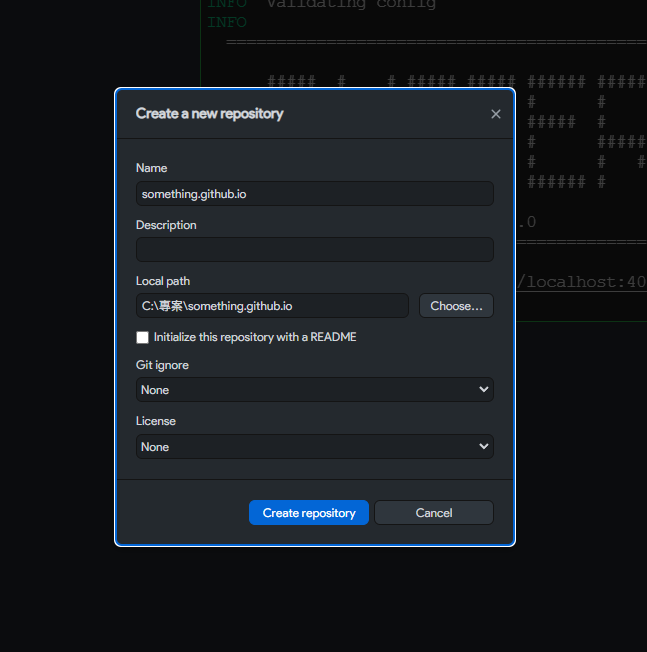 INFO Validating config
INFO
================================================
##### # # ##### ##### ###### #####
Create a new repository
# #
##### #
# #####
# # #
###### #
Name
something.github.io
Description
.0
Local path
/localhost:40
C:\專案\something.github.io
Choose...
Initialize this repository with a README
Git ignore
None
License
None
Create repository
Cancel